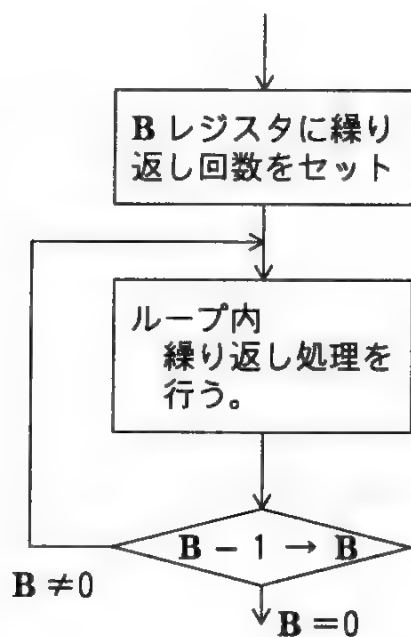 B レジスタに繰り
返し回数をセット
ループ内
繰り返し処理を
行う。
B − 1 → B
B ≠0
B =0